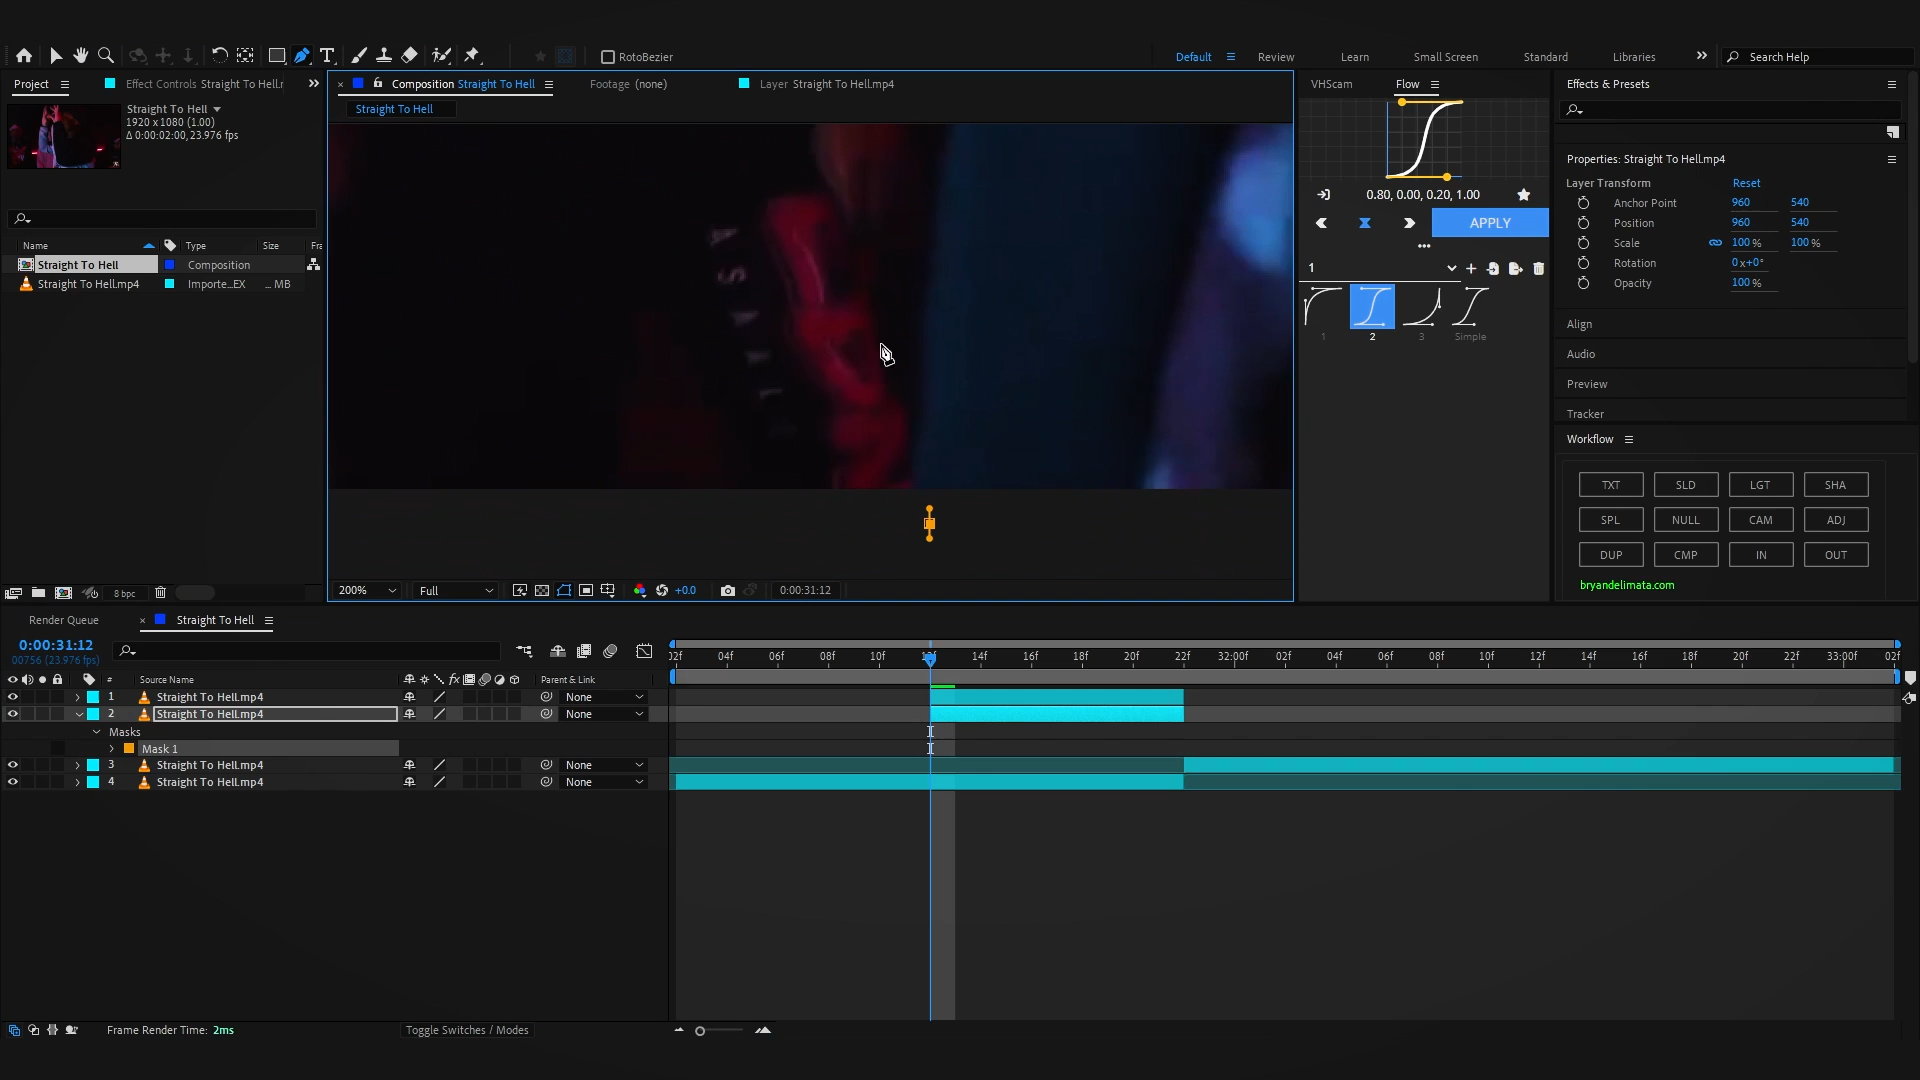 RotoBezier
Default
Review
Learn
Small Screen
Standard
Libraries
Search Help
Project
Effect Controls Straight To Hell.r
Composition Straight To Hell
Footage (none)
Layer Straight To Hell.mp4
VHScam
Flow
Effects & Presets
Straight To Hell
1920 x 1080 (1.00)
Δ 0:00:02:00, 23.976 fps
Straight To Hell
Properties: Straight To Hell.mp4
Layer Transform
Reset
Anchor Point 960 540
Position 960 540
Scale 100 % 100 %
Rotation 0 x+0°
Opacity 100 %
0.80, 0.00, 0.20, 1.00
APPLY
1
1 2 3 Simple
Name Type Size Fra
Straight To Hell Composition
Straight To Hell.mp4 Importe...EX ... MB
Align
Audio
Preview
Tracker
Workflow
TXT SLD LGT SHA
SPL NULL CAM ADJ
DUP CMP IN OUT
bryandelimata.com
8 bpc
200%
Full
+0.0
0:00:31:12
Render Queue
Straight To Hell
0:00:31:12
00756 (23.976 fps)
02f 04f 06f 08f 10f 12f 14f 16f 18f 20f 22f 32:00f 02f 04f 06f 08f 10f 12f 14f 16f 18f 20f 22f 33:00f 02f
# Source Name Parent & Link
1 Straight To Hell.mp4 None
2 Straight To Hell.mp4 None
Masks
Mask 1
3 Straight To Hell.mp4 None
4 Straight To Hell.mp4 None
Frame Render Time: 2ms
Toggle Switches / Modes